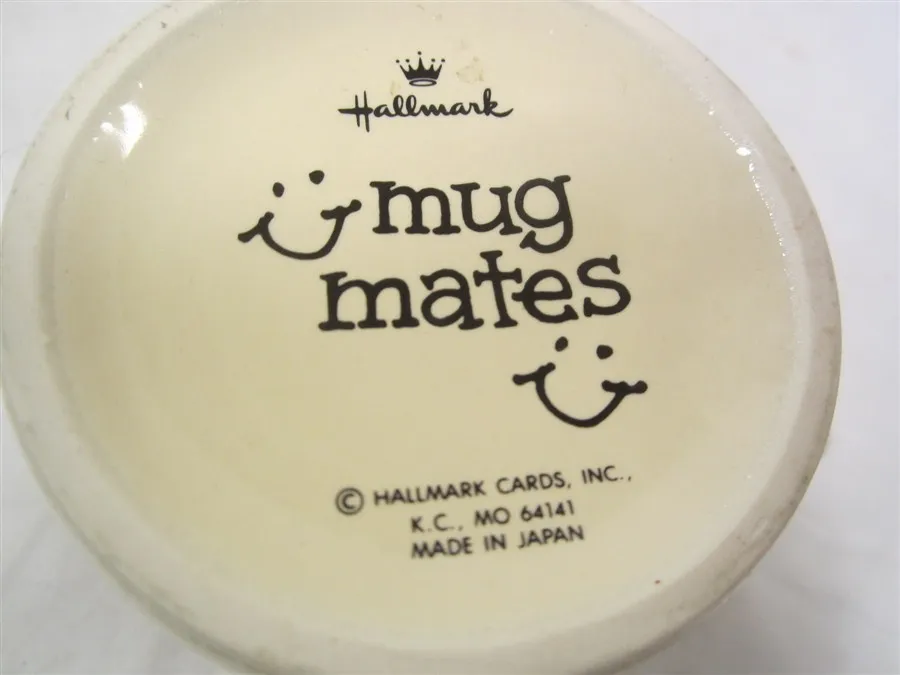 Hallmark
mug
mates
© HALLMARK CARDS, INC.,
K.C., MO 64141
MADE IN JAPAN